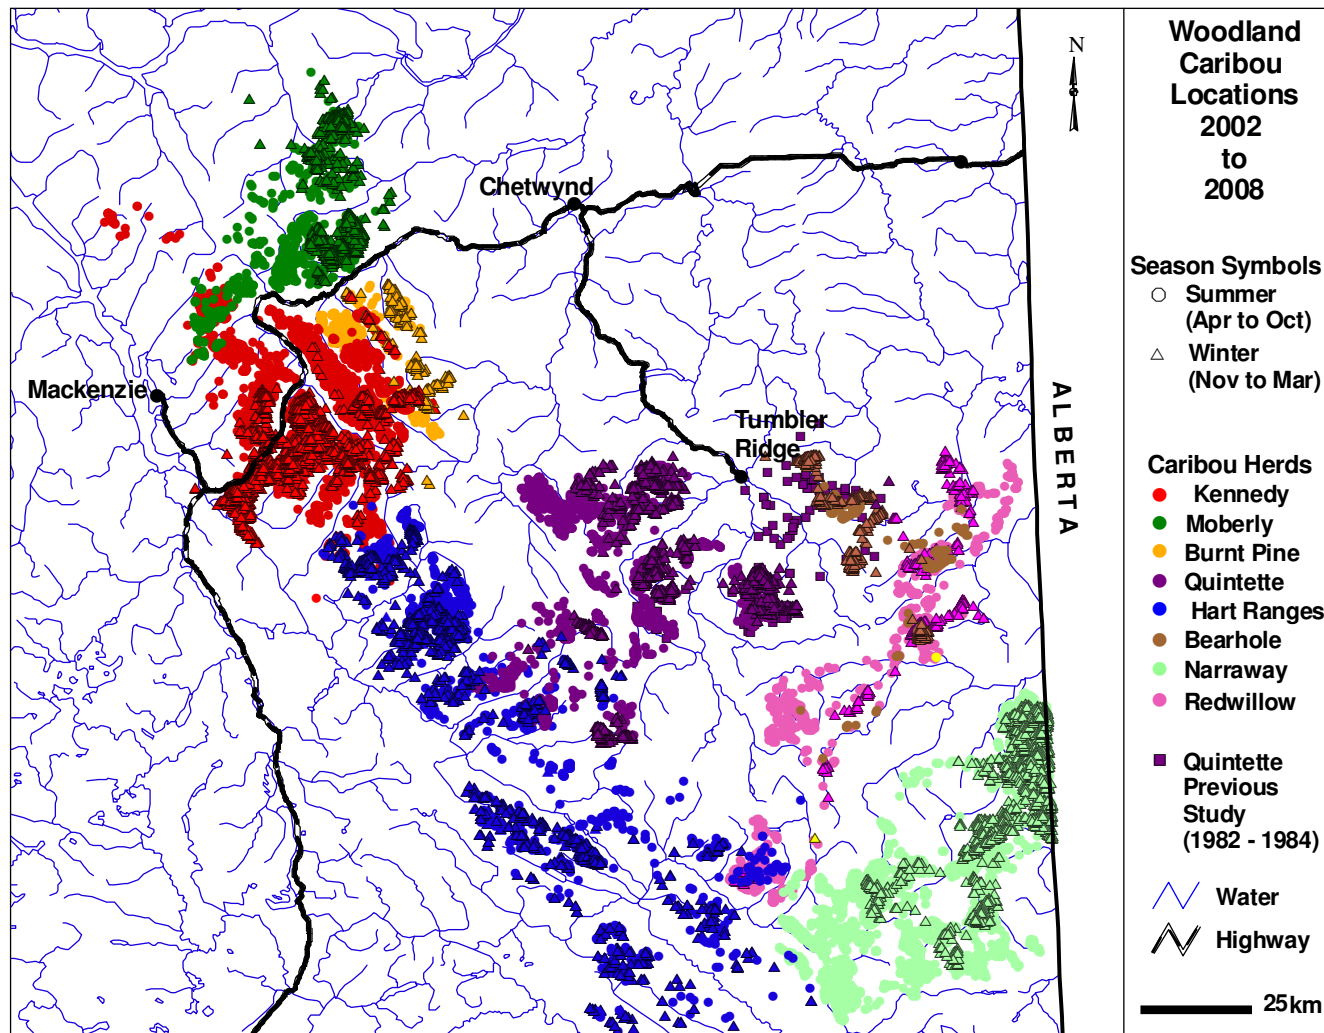 Woodland
Caribou
Locations
2002
to
2008
N
Chetwynd
Mackenzie
Tumbler
Ridge
ALBERTA
Season Symbols
Summer
(Apr to Oct)
Winter
(Nov to Mar)
Caribou Herds
Kennedy
Moberly
Burnt Pine
Quintette
Hart Ranges
Bearhole
Narraway
Redwillow
Quintette
Previous
Study
(1982 - 1984)
Water
Highway
25km